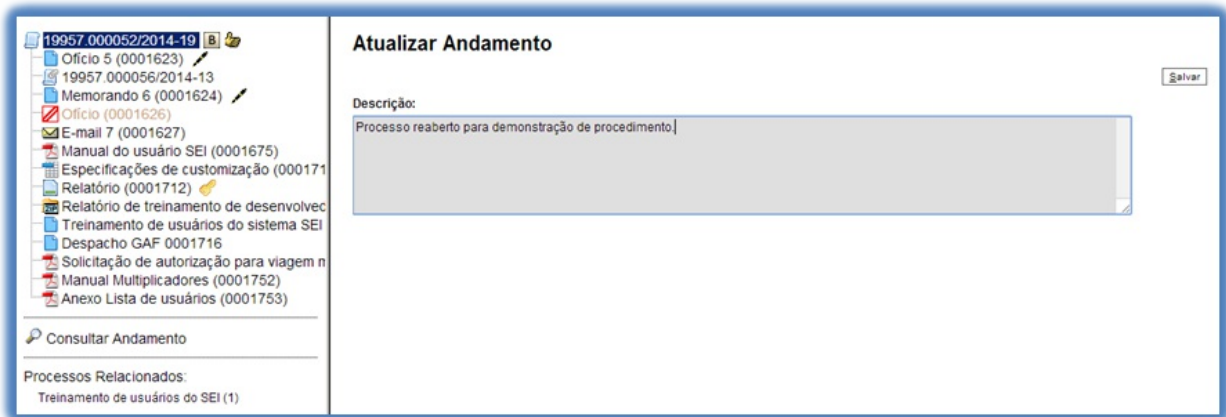 19957.000052/2014-19 B
Ofício 5 (0001623)
19957.000056/2014-13
Memorando 6 (0001624)
Ofício (0001626)
E-mail 7 (0001627)
Manual do usuário SEI (0001675)
Especificações de customização (000171
Relatório (0001712)
Relatório de treinamento de desenvolvec
Treinamento de usuários do sistema SEI
Despacho GAF 0001716
Solicitação de autorização para viagem n
Manual Multiplicadores (0001752)
Anexo Lista de usuários (0001753)
Consultar Andamento
Processos Relacionados:
Treinamento de usuários do SEI (1)
Atualizar Andamento
Salvar
Descrição:
Processo reaberto para demonstração de procedimento.